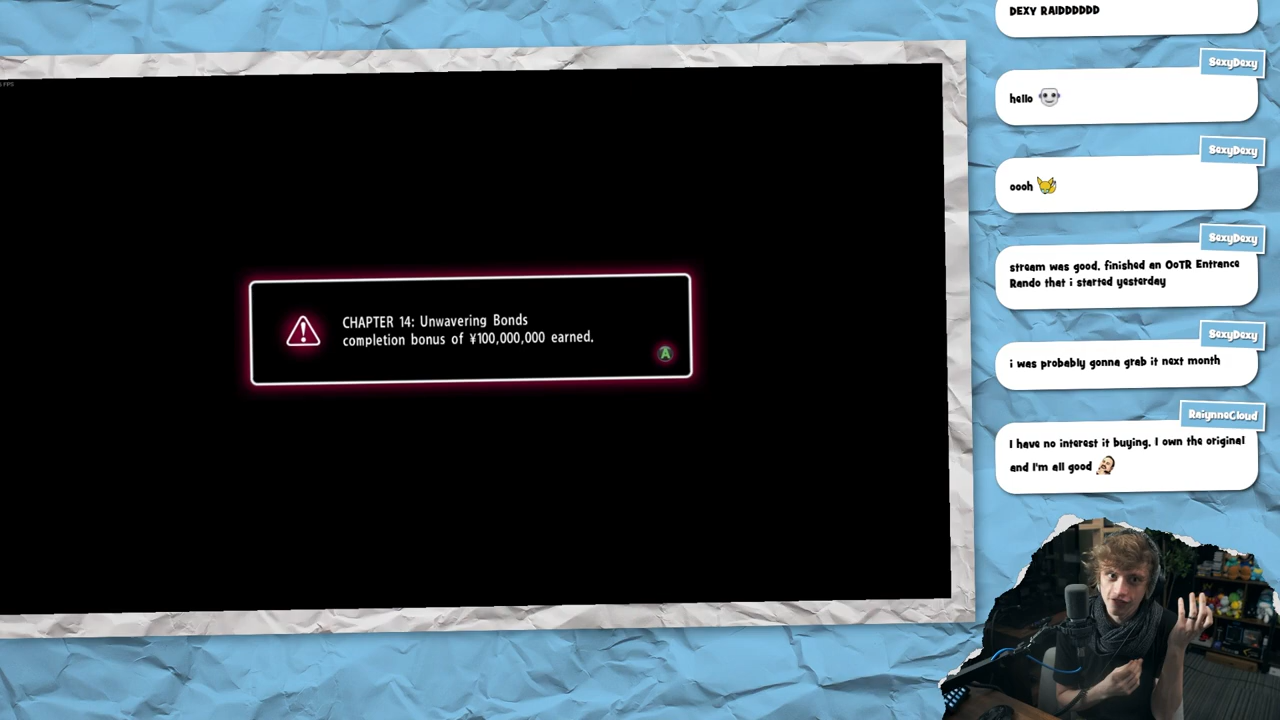 FPS
CHAPTER 14: Unwavering Bonds
completion bonus of ¥100,000,000 earned.
A
DEXY RAIDDDDDD
SexyDexy
hello
SexyDexy
oooh
SexyDexy
stream was good, finished an OoTR Entrance
Rando that i started yesterday
SexyDexy
i was probably gonna grab it next month
RaiynneCloud
I have no interest it buying, I own the original
and I'm all good